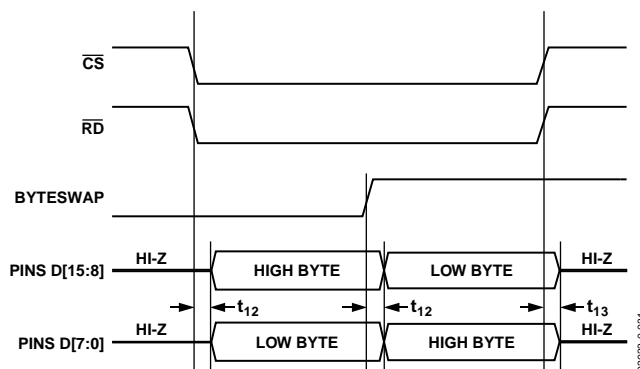 CS
RD
BYTESWAP
PINS D[15:8]
HI-Z
HIGH BYTE
LOW BYTE
HI-Z
t12
t12
t13
PINS D[7:0]
HI-Z
LOW BYTE
HIGH BYTE
HI-Z